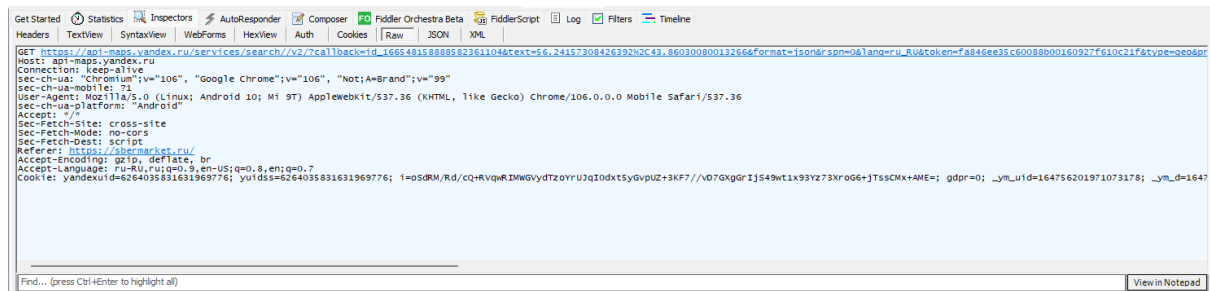 Get Started Statistics Inspectors AutoResponder Composer FO Fiddler Orchestra Beta FiddlerScript Log Filters Timeline
Headers TextView SyntaxView WebForms HexView Auth Cookies Raw JSON XML
GET https://api-maps.yandex.ru/services/search//v2/?callback=id_166548158888582361104&text=56.24157308426392%2C43.86030080013266&format=json&rspn=0&lang=ru_RU&token=fa846ee35c60088b00160927f610c21f&type=geo&pr
Host: api-maps.yandex.ru
Connection: keep-alive
sec-ch-ua: "Chromium";v="106", "Google Chrome";v="106", "Not;A=Brand";v="99"
sec-ch-ua-mobile: ?1
User-Agent: Mozilla/5.0 (Linux; Android 10; Mi 9T) AppleWebKit/537.36 (KHTML, like Gecko) Chrome/106.0.0.0 Mobile Safari/537.36
sec-ch-ua-platform: "Android"
Accept: */*
Sec-Fetch-Site: cross-site
Sec-Fetch-Mode: no-cors
Sec-Fetch-Dest: script
Referer: https://sbermarket.ru/
Accept-Encoding: gzip, deflate, br
Accept-Language: ru-RU,ru;q=0.9,en-US;q=0.8,en;q=0.7
Cookie: yandexuid=6264035831631969776; yuidss=6264035831631969776; i=oSdRM/Rd/cQ+RVqwRIMWGVydTzoYrUJqIOdxtSyGvpUZ+3KF7//vD7GXgGrIjS49wt1x93Yz73XroG6+jTssCMx+AME=; gdpr=0; _ym_uid=164756201971073178; _ym_d=1647
Find... (press Ctrl+Enter to highlight all) View in Notepad